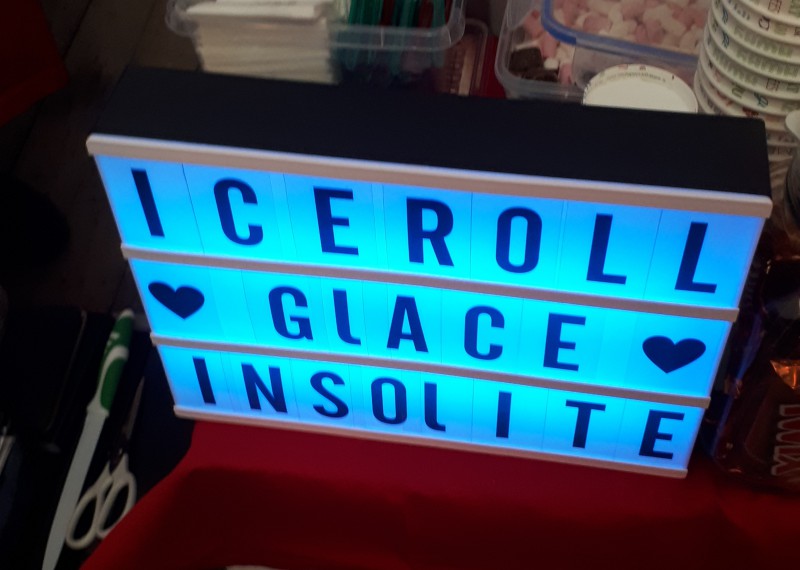 ICEROLL
♥ GLACE ♥
INSOLITE